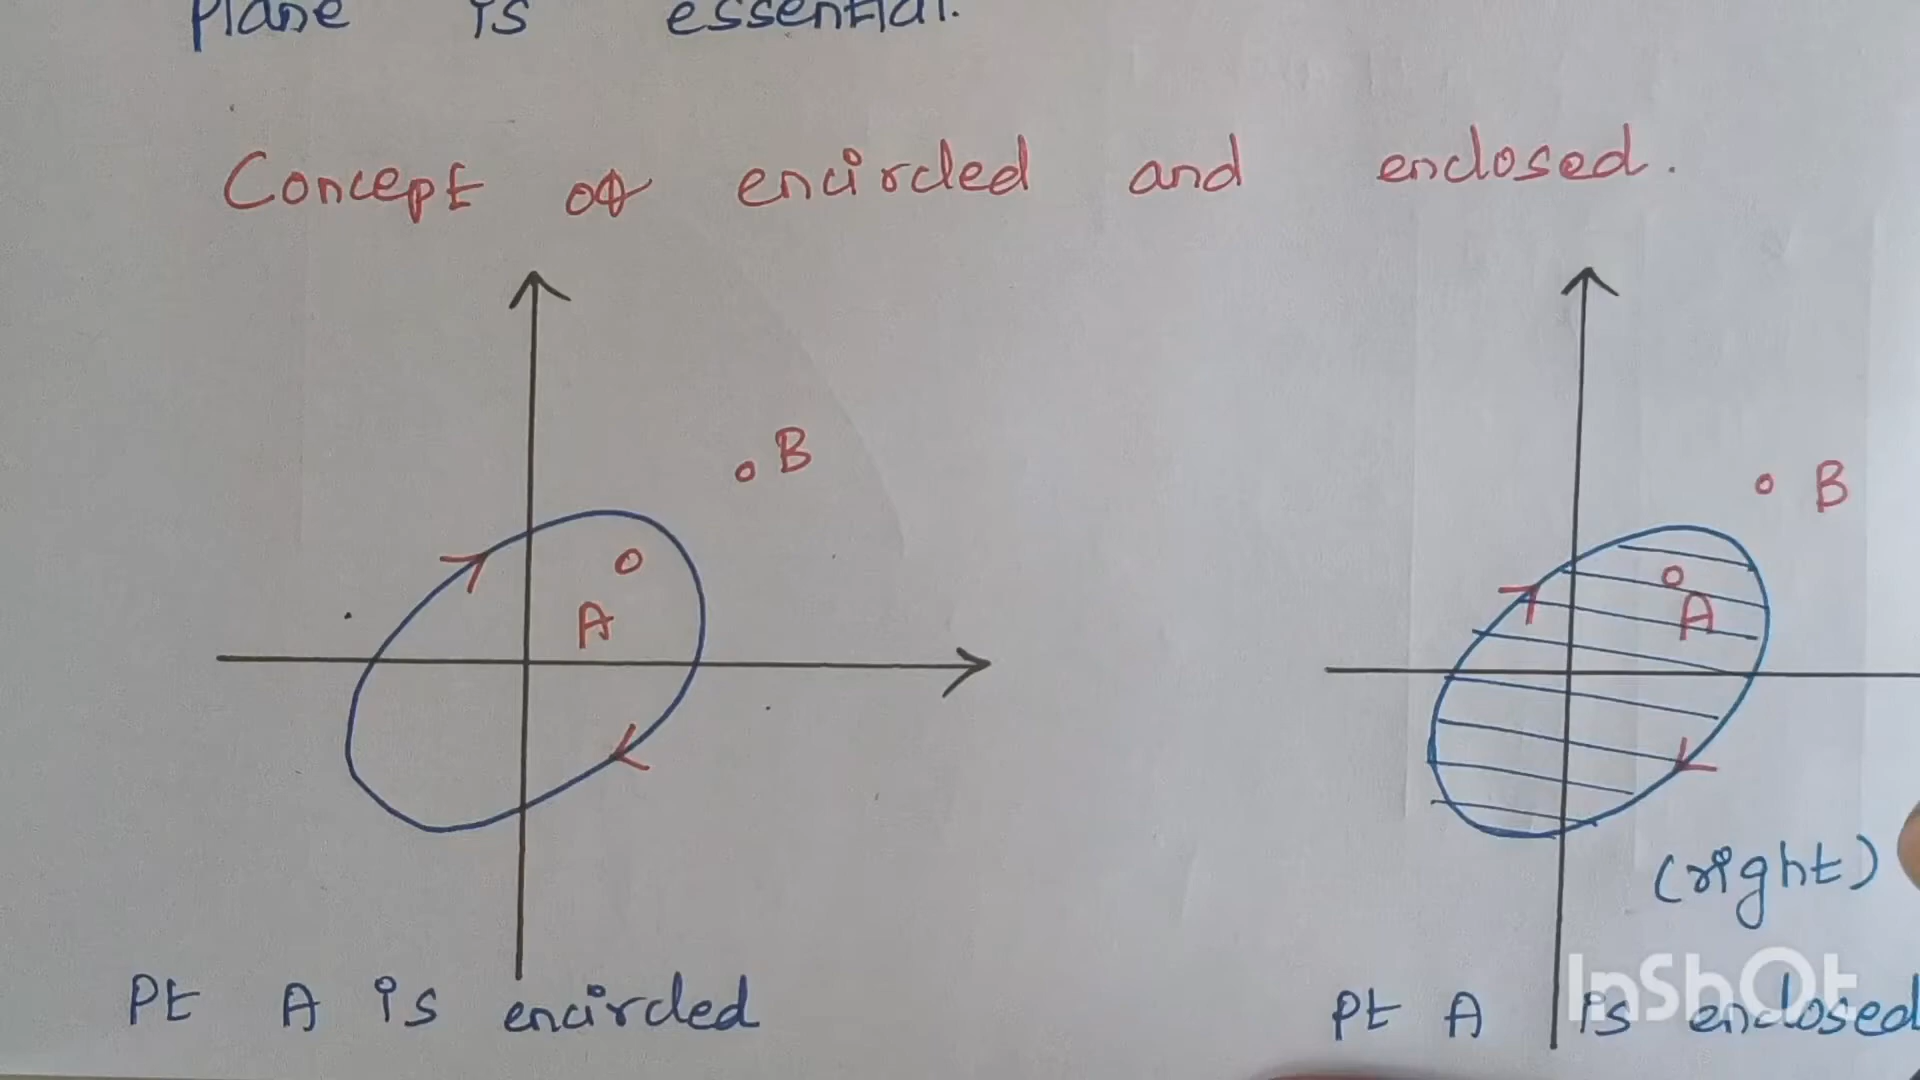 plane is essential.
Concept of encircled and enclosed.
B
A
B
A
(right)
Pt A is encircled
Pt A is enclosed
InShOt